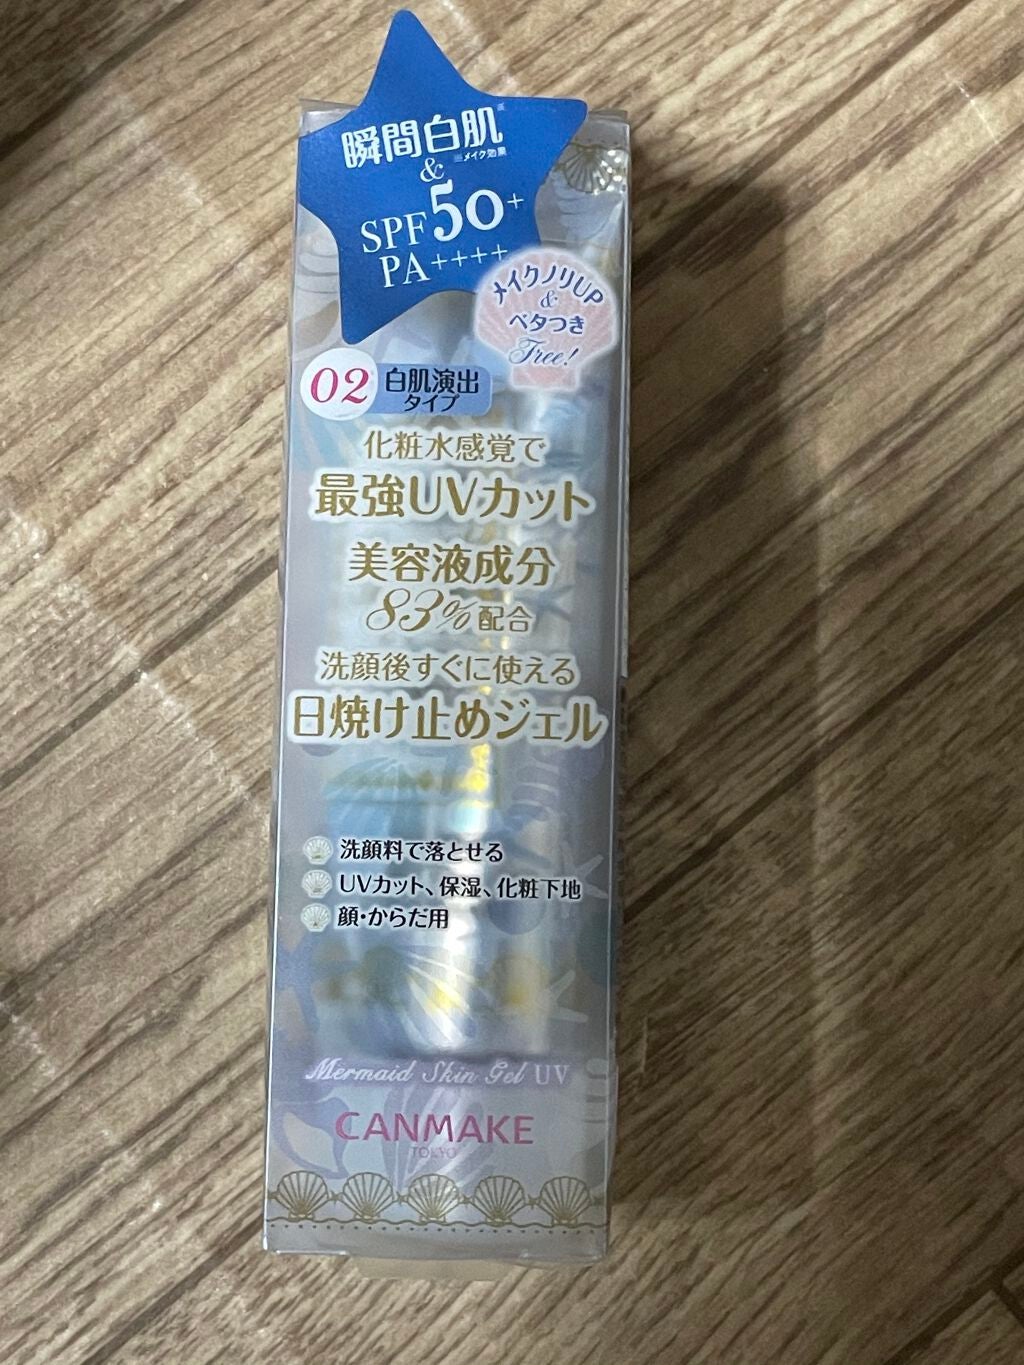 瞬間白肌※
※メイク効果
&
SPF50+
PA++++
メイクノリUP
&
ベタつき
Free!
02 白肌演出
タイプ
化粧水感覚で
最強UVカット
美容液成分
83%配合
洗顔後すぐに使える
日焼け止めジェル
洗顔料で落とせる
UVカット、保湿、化粧下地
顔・からだ用
Mermaid Skin Gel UV
CANMAKE
TOKYO